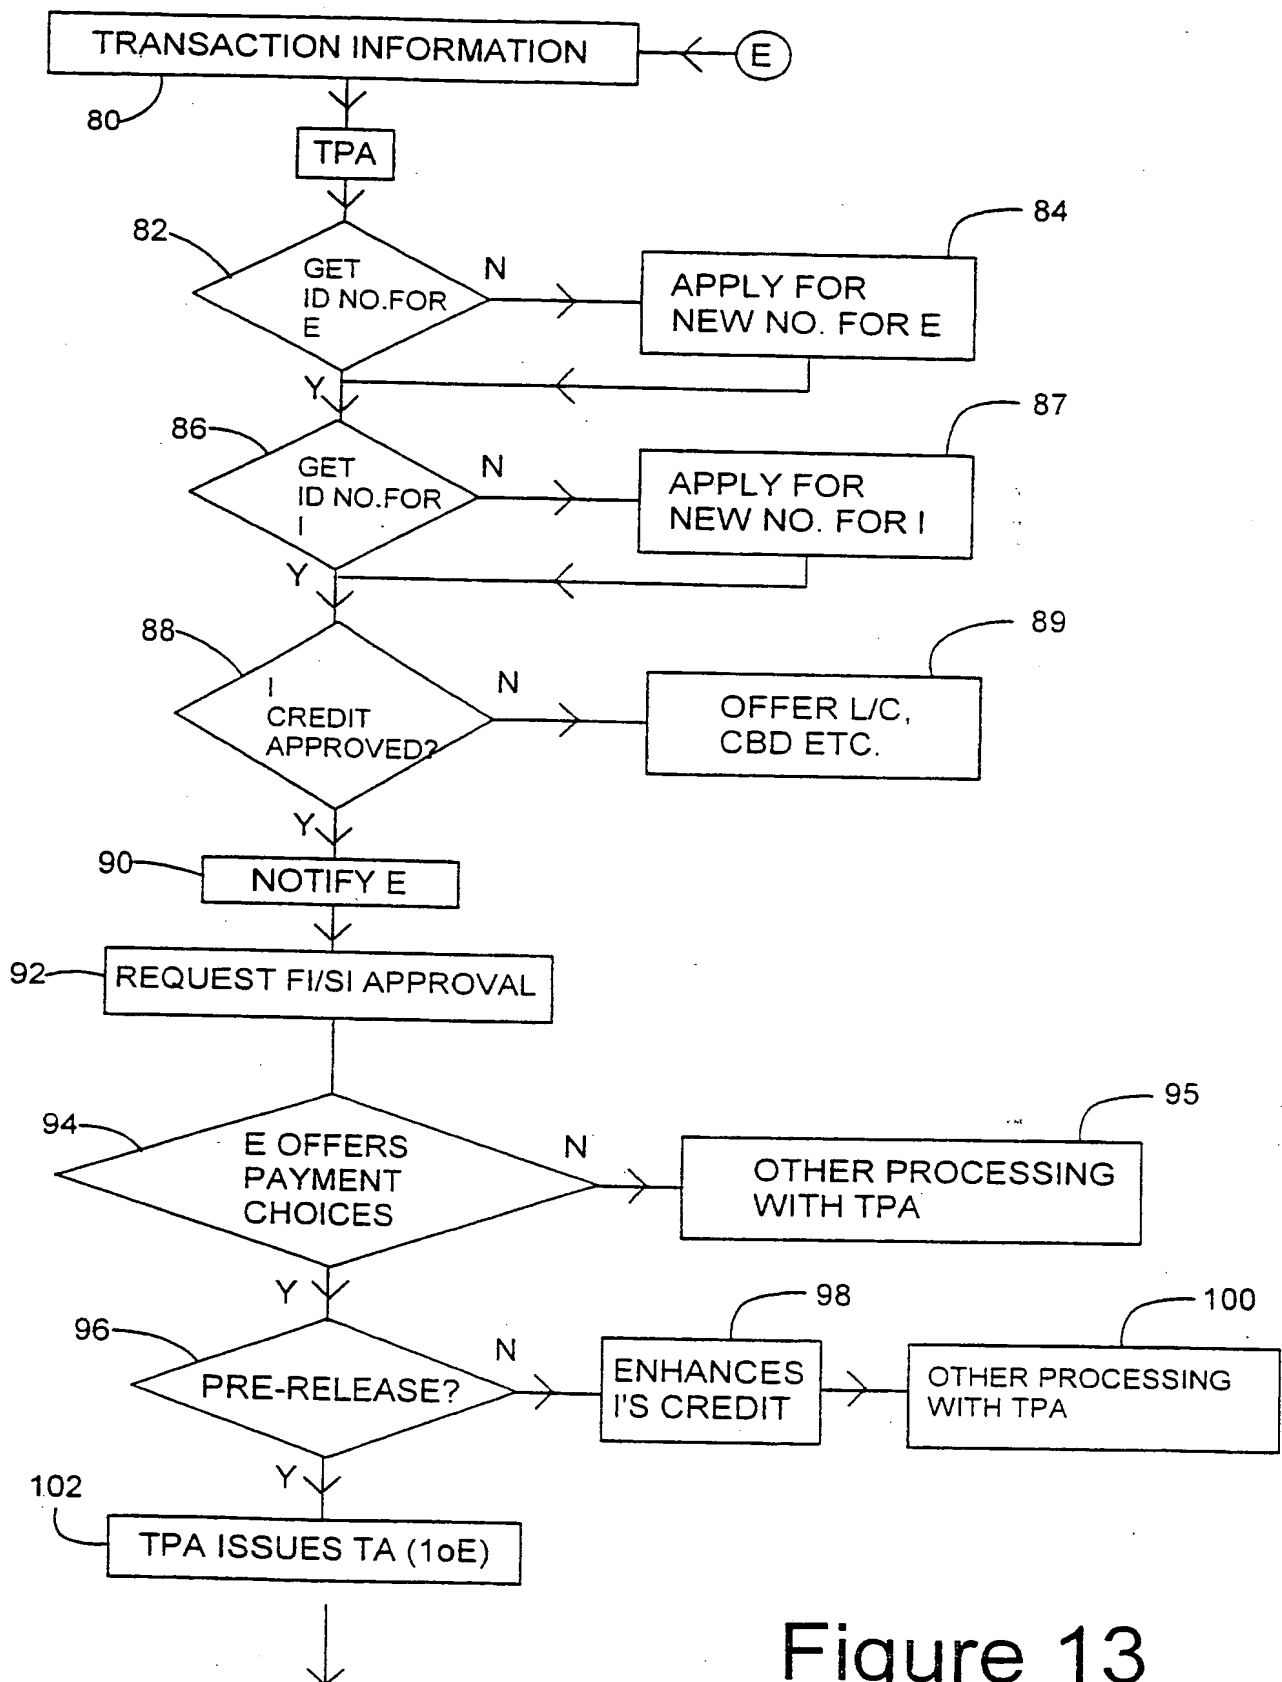 TRANSACTION INFORMATION
E
80
TPA
82
GET
ID NO.FOR
E
N
84
APPLY FOR
NEW NO. FOR E
Y
86
GET
ID NO.FOR
I
N
87
APPLY FOR
NEW NO. FOR I
Y
88
I
CREDIT
APPROVED?
N
89
OFFER L/C,
CBD ETC.
Y
90
NOTIFY E
92
REQUEST FI/SI APPROVAL
94
E OFFERS
PAYMENT
CHOICES
N
95
OTHER PROCESSING
WITH TPA
Y
96
PRE-RELEASE?
N
98
ENHANCES
I'S CREDIT
100
OTHER PROCESSING
WITH TPA
Y
102
TPA ISSUES TA (1oE)
Figure 13